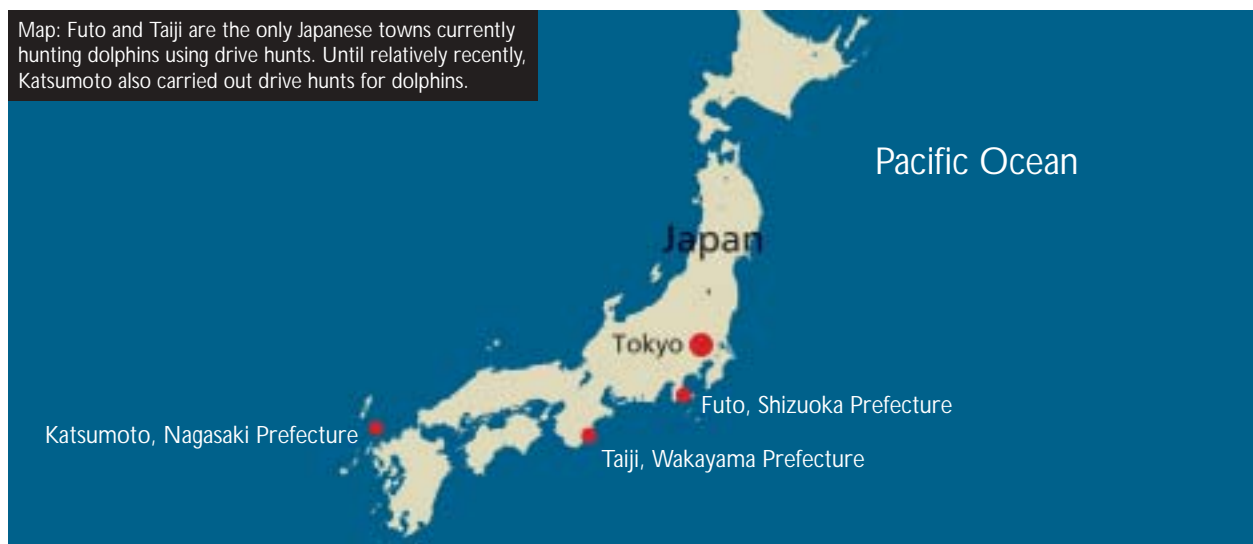 Map: Futo and Taiji are the only Japanese towns currently
hunting dolphins using drive hunts. Until relatively recently,
Katsumoto also carried out drive hunts for dolphins.
Pacific Ocean
Japan
Tokyo
Futo, Shizuoka Prefecture
Katsumoto, Nagasaki Prefecture
Taiji, Wakayama Prefecture